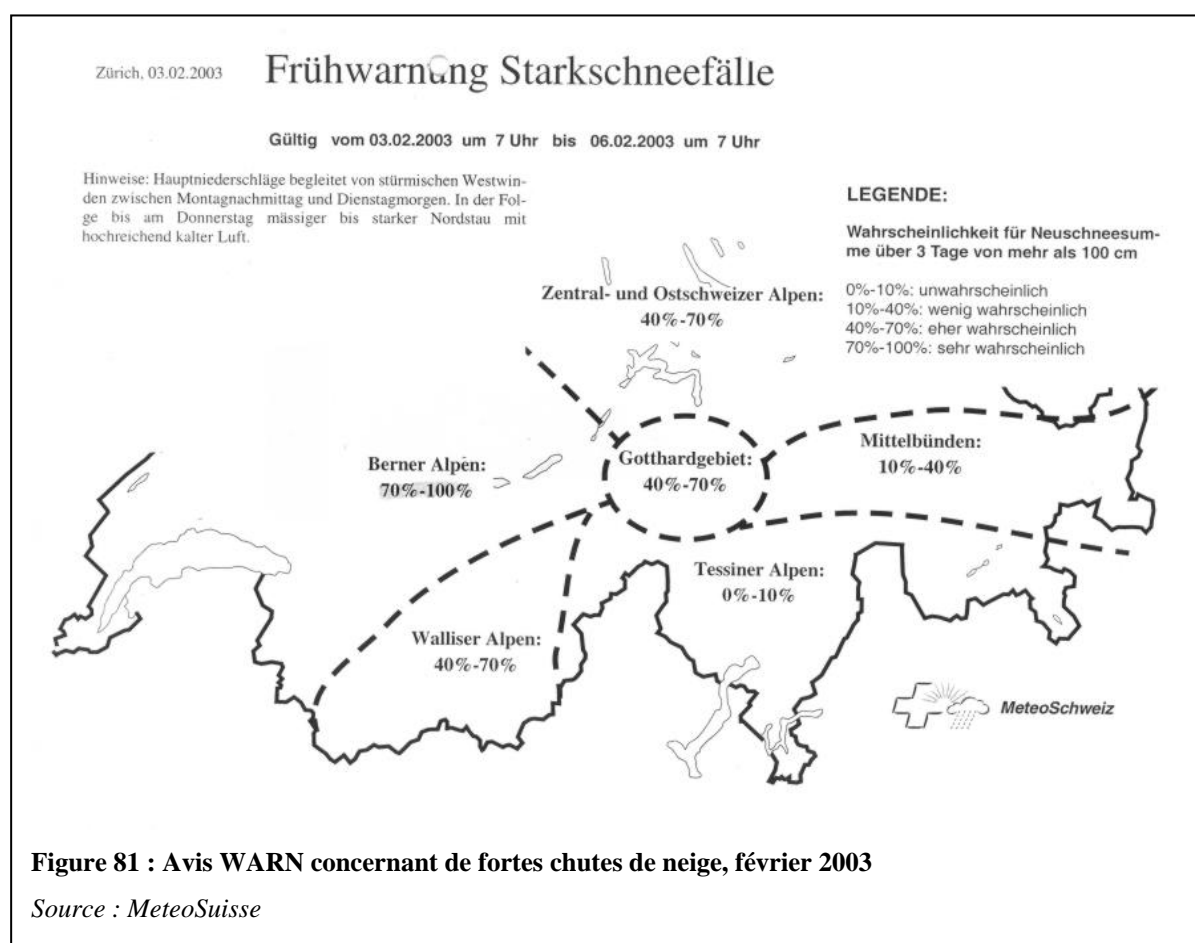 Zürich, 03.02.2003
Frühwarnung Starkschneefälle
Gültig vom 03.02.2003 um 7 Uhr bis 06.02.2003 um 7 Uhr
Hinweise: Hauptniederschläge begleitet von stürmischen Westwin-
den zwischen Montagnachmittag und Dienstagmorgen. In der Fol-
ge bis am Donnerstag mässiger bis starker Nordstau mit
hochreichend kalter Luft.
LEGENDE:
Wahrscheinlichkeit für Neuschneesum-
me über 3 Tage von mehr als 100 cm
0%-10%: unwahrscheinlich
10%-40%: wenig wahrscheinlich
40%-70%: eher wahrscheinlich
70%-100%: sehr wahrscheinlich
Zentral- und Ostschweizer Alpen:
40%-70%
Mittelbünden:
10%-40%
Gotthardgebiet:
40%-70%
Berner Alpen:
70%-100%
Tessiner Alpen:
0%-10%
Walliser Alpen:
40%-70%
MeteoSchweiz
Figure 81 : Avis WARN concernant de fortes chutes de neige, février 2003
Source : MeteoSuisse